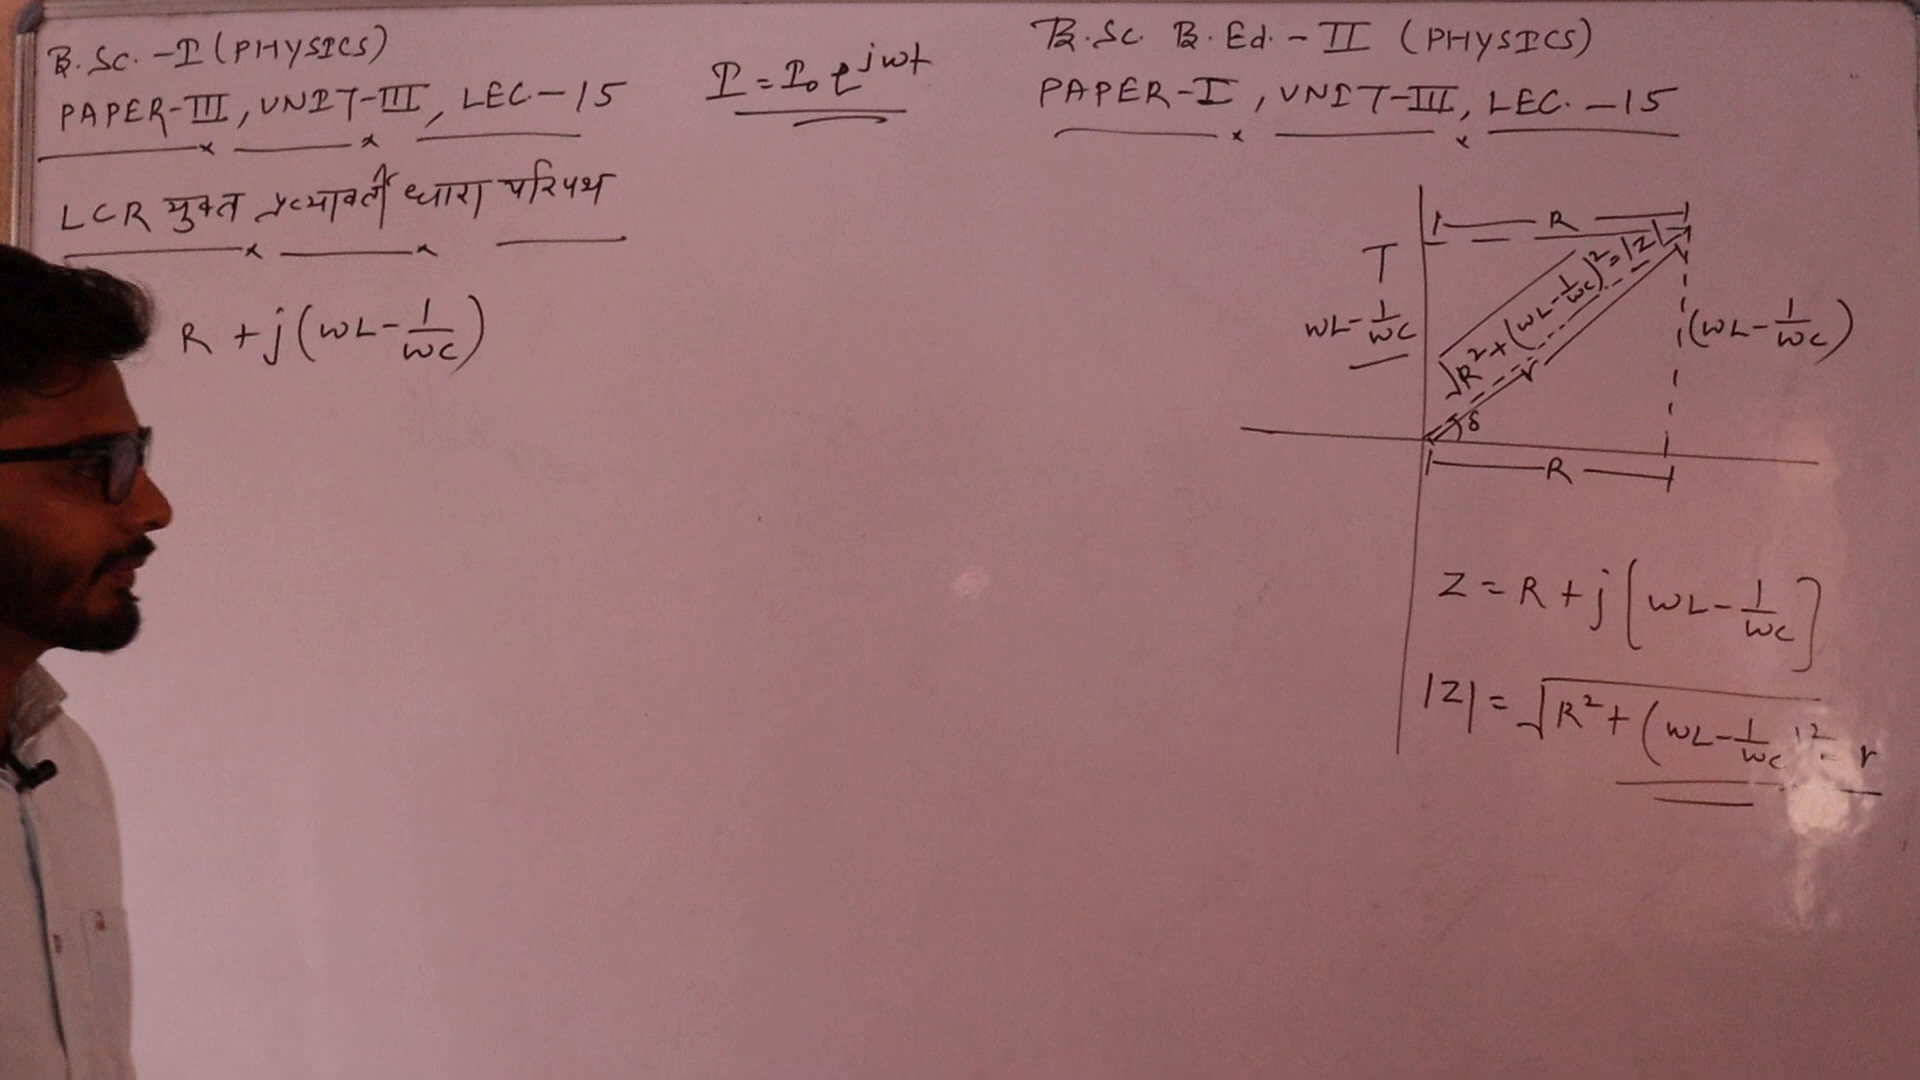 B.Sc.-I (PHYSICS)
PAPER-III, UNIT-III, LEC-15
LCR युक्त प्रत्यावर्ती धारा परिपथ
R + j(ωL - 1/ωC)
I = I₀ e^{jωt}
B.Sc. B.Ed.-II (PHYSICS)
PAPER-I, UNIT-III, LEC.-15
R
ωL - 1/ωC
√R² + (ωL - 1/ωC)² = |Z|
r
(ωL - 1/ωC)
δ
R
Z = R + j[ωL - 1/ωC]
|Z| = √R² + (ωL - 1/ωC)² = r